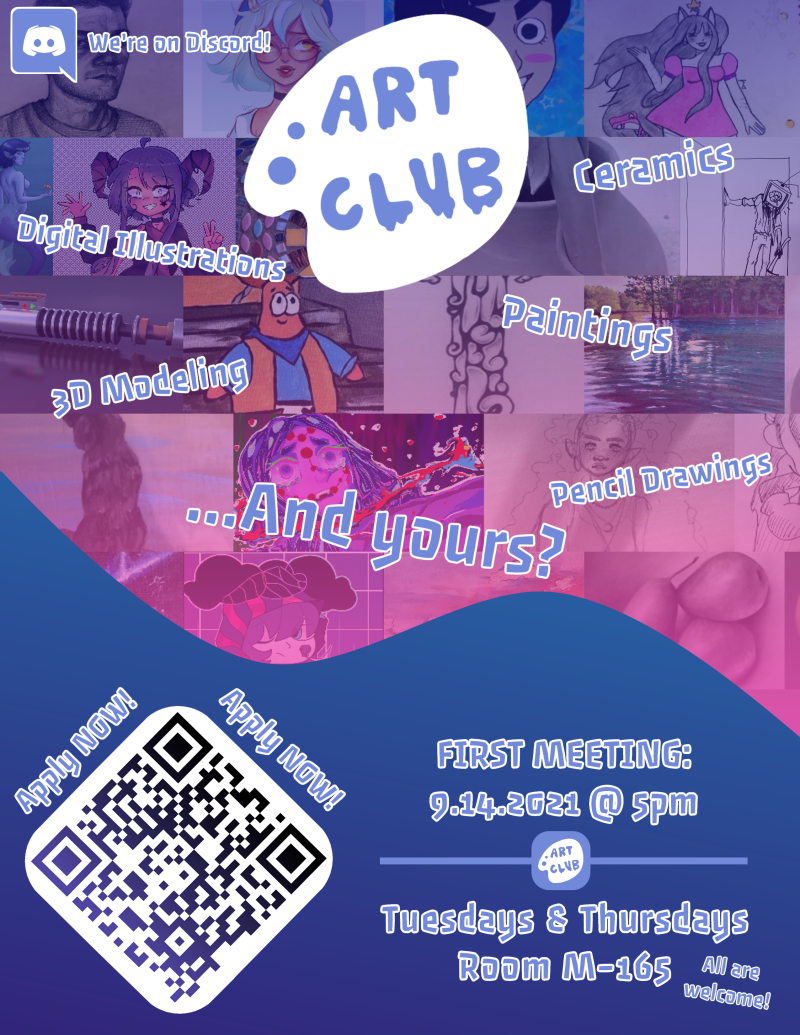 We're on Discord!
ART
CLUB
Ceramics
Digital Illustrations
Paintings
3D Modeling
Pencil Drawings
...And yours?
Apply NOW!
Apply NOW!
FIRST MEETING:
9.14.2021 @ 5pm
ART
CLUB
Tuesdays & Thursdays
Room M-165
All are
welcome!